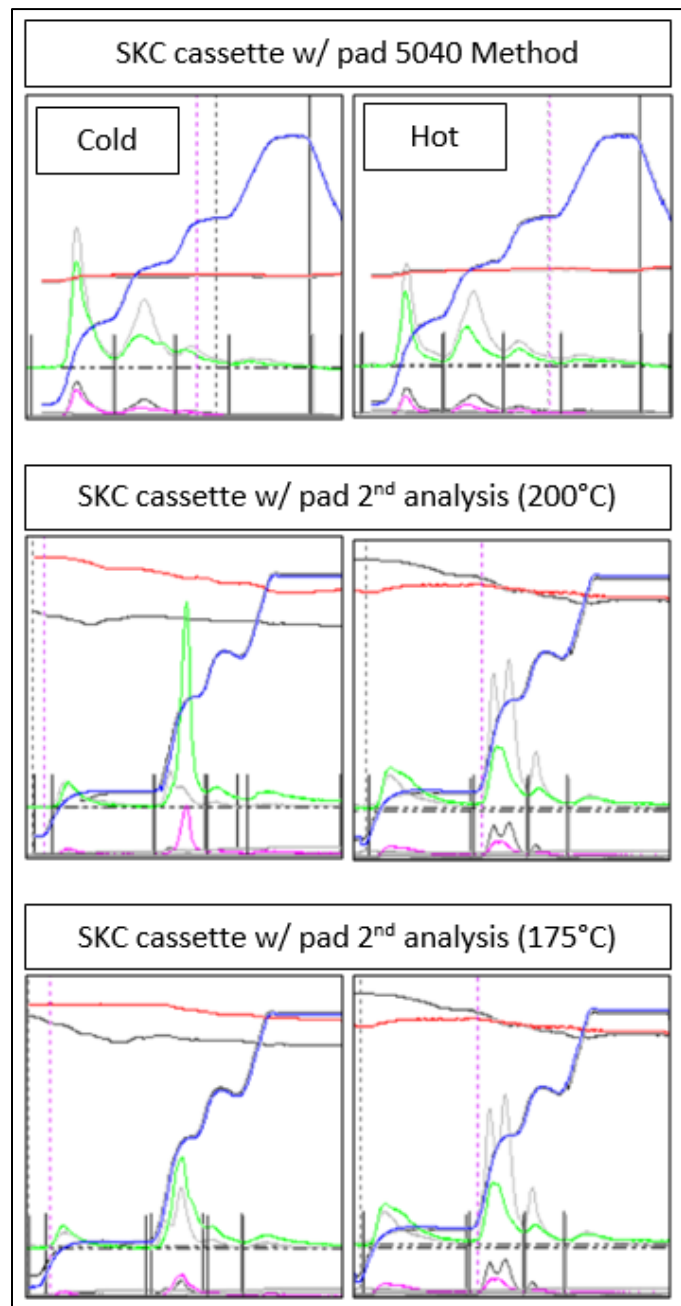 SKC cassette w/ pad 5040 Method
Cold
Hot
SKC cassette w/ pad 2nd analysis (200°C)
SKC cassette w/ pad 2nd analysis (175°C)